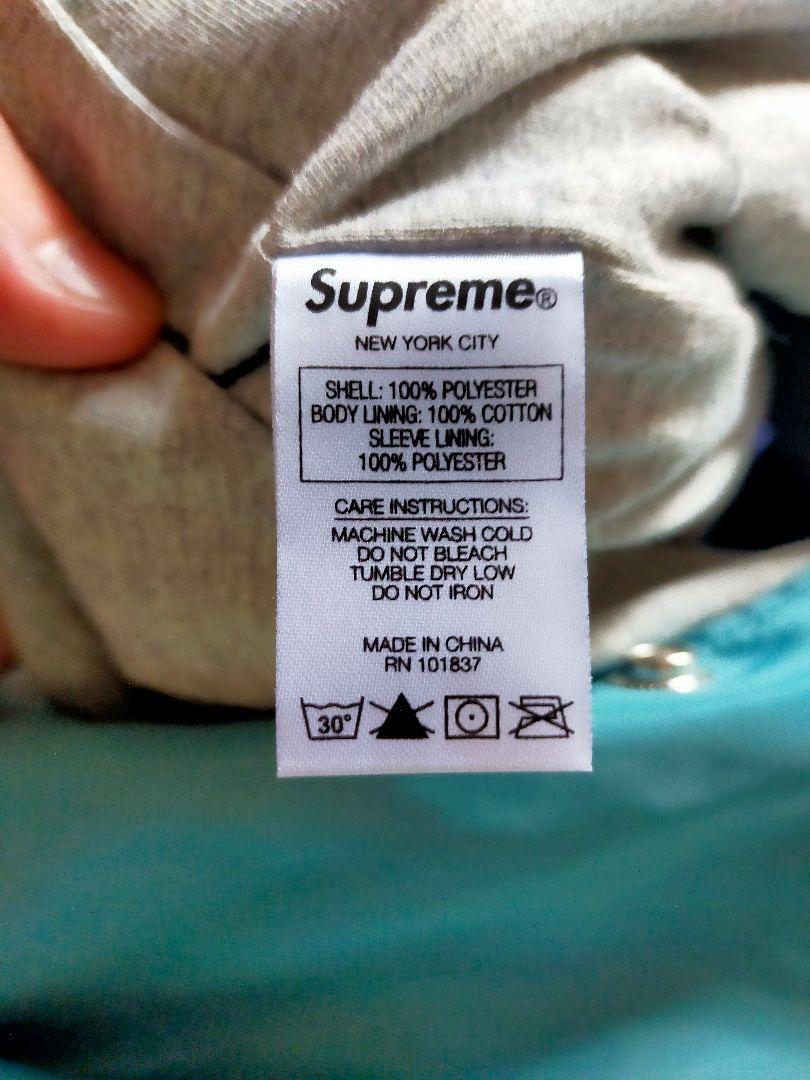 Supreme®
NEW YORK CITY
SHELL: 100% POLYESTER
BODY LINING: 100% COTTON
SLEEVE LINING:
100% POLYESTER
CARE INSTRUCTIONS:
MACHINE WASH COLD
DO NOT BLEACH
TUMBLE DRY LOW
DO NOT IRON
MADE IN CHINA
RN 101837
30°